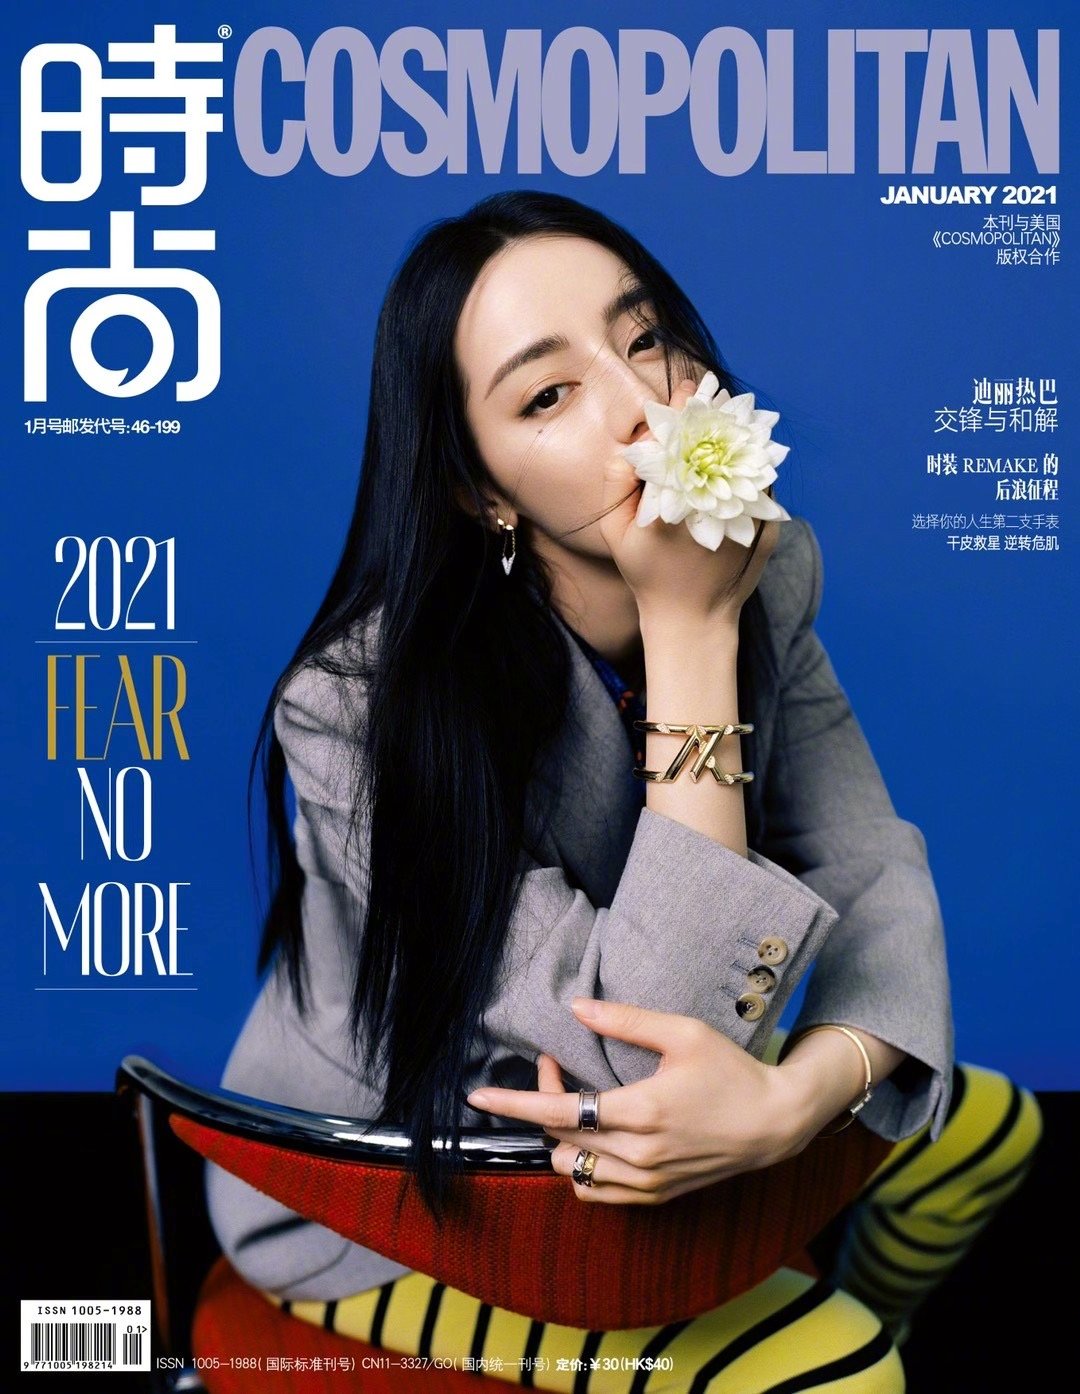 時尚®
COSMOPOLITAN
JANUARY 2021
本刊与美国
《COSMOPOLITAN》
版权合作
1月号邮发代号:46-199
迪丽热巴
交锋与和解
时装 REMAKE 的
后浪征程
选择你的人生第二支手表
干皮救星 逆转危肌
2021
FEAR
NO
MORE
ISSN 1005-1988
01>
9 771005 198214
ISSN 1005-1988(国际标准刊号) CN11-3327/GO(国内统一刊号) 定价:¥30(HK$40)